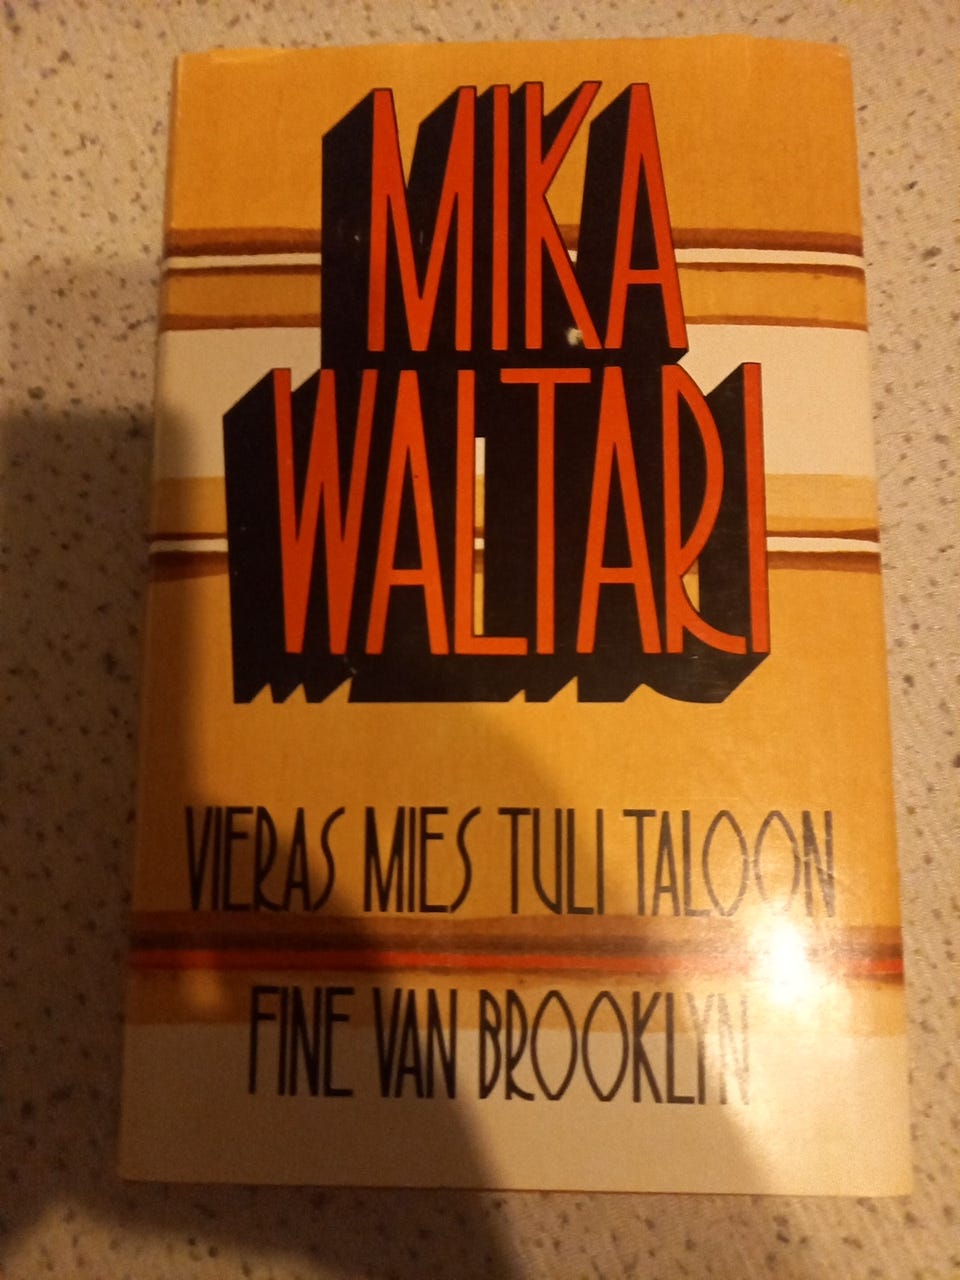 MIKA
WALTARI
VIERAS MIES TULI TALOON
FINE VAN BROOKLYN